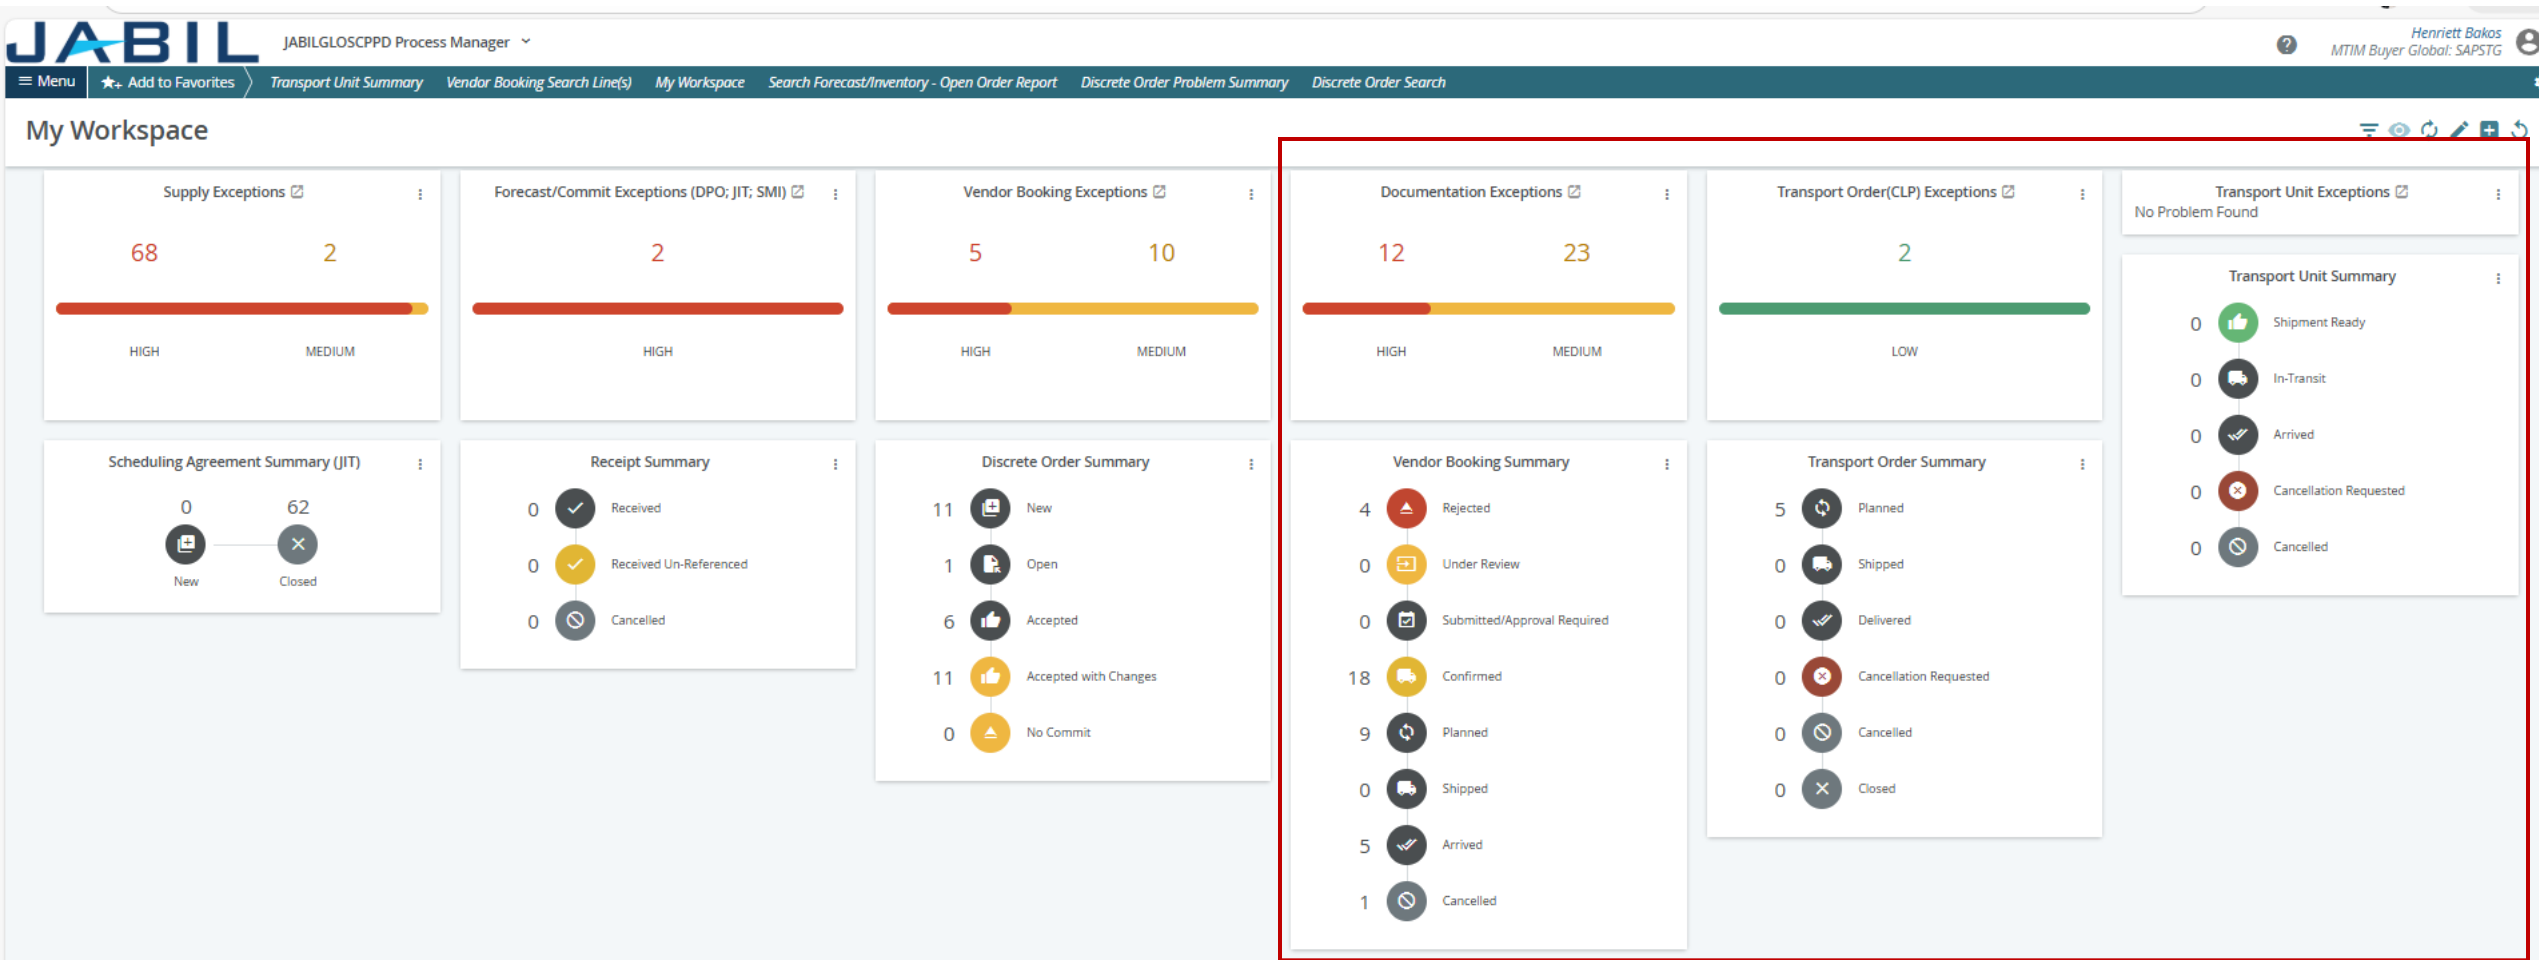 JABIL
JABILGLOSCPPD Process Manager
Henriett Bakos
MTIM Buyer Global: SAPSTG
Menu
Add to Favorites
Transport Unit Summary
Vendor Booking Search Line(s)
My Workspace
Search Forecast/Inventory - Open Order Report
Discrete Order Problem Summary
Discrete Order Search
My Workspace
Supply Exceptions
68
2
HIGH
MEDIUM
Forecast/Commit Exceptions (DPO; JIT; SMI)
2
HIGH
Vendor Booking Exceptions
5
10
HIGH
MEDIUM
Documentation Exceptions
12
23
HIGH
MEDIUM
Transport Order(CLP) Exceptions
2
LOW
Transport Unit Exceptions
No Problem Found
Transport Unit Summary
0 Shipment Ready
0 In-Transit
0 Arrived
0 Cancellation Requested
0 Cancelled
Scheduling Agreement Summary (JIT)
0
62
New
Closed
Receipt Summary
0 Received
0 Received Un-Referenced
0 Cancelled
Discrete Order Summary
11 New
1 Open
6 Accepted
11 Accepted with Changes
0 No Commit
Vendor Booking Summary
4 Rejected
0 Under Review
0 Submitted/Approval Required
18 Confirmed
9 Planned
0 Shipped
5 Arrived
1 Cancelled
Transport Order Summary
5 Planned
0 Shipped
0 Delivered
0 Cancellation Requested
0 Cancelled
0 Closed